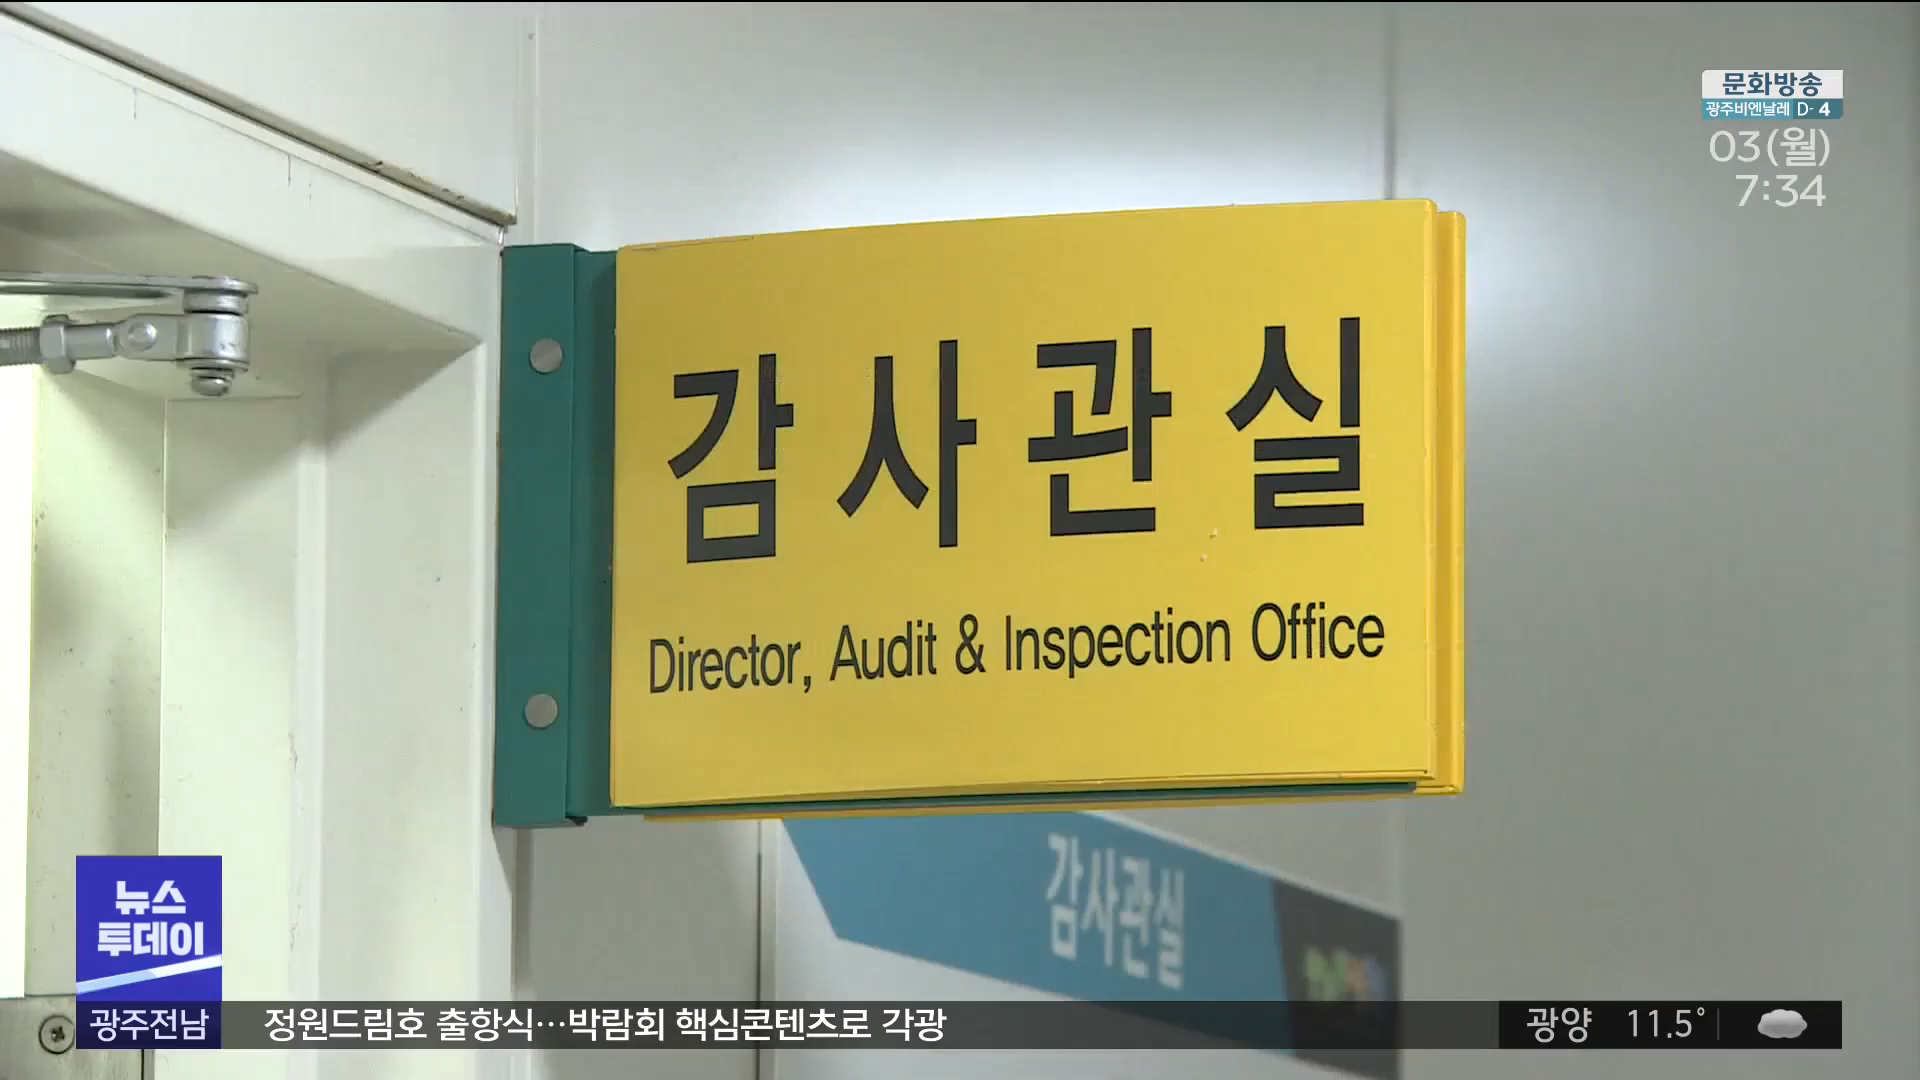 문화방송
광주비엔날레 D-4
03(월)
7:34
감사관실
Director, Audit & Inspection Office
감사관실
뉴스
투데이
광주전남 정원드림호 출항식…박람회 핵심콘텐츠로 각광 광양 11.5°